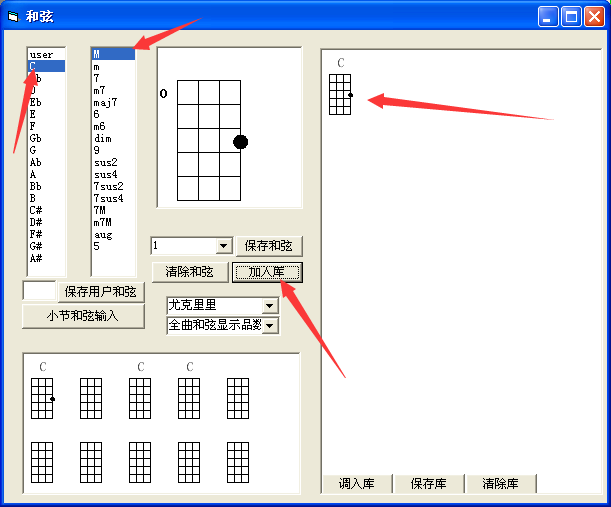 和弦
user
C
b
D
Eb
E
F
Gb
G
Ab
A
Bb
B
C#
D#
F#
G#
A#
M
m
7
m7
maj7
6
m6
dim
9
sus2
sus4
7sus2
7sus4
7M
m7M
aug
5
0
1
保存和弦
清除和弦
加入库
保存用户和弦
小节和弦输入
尤克里里
全曲和弦显示品数
C
C
C
C
调入库
保存库
清除库